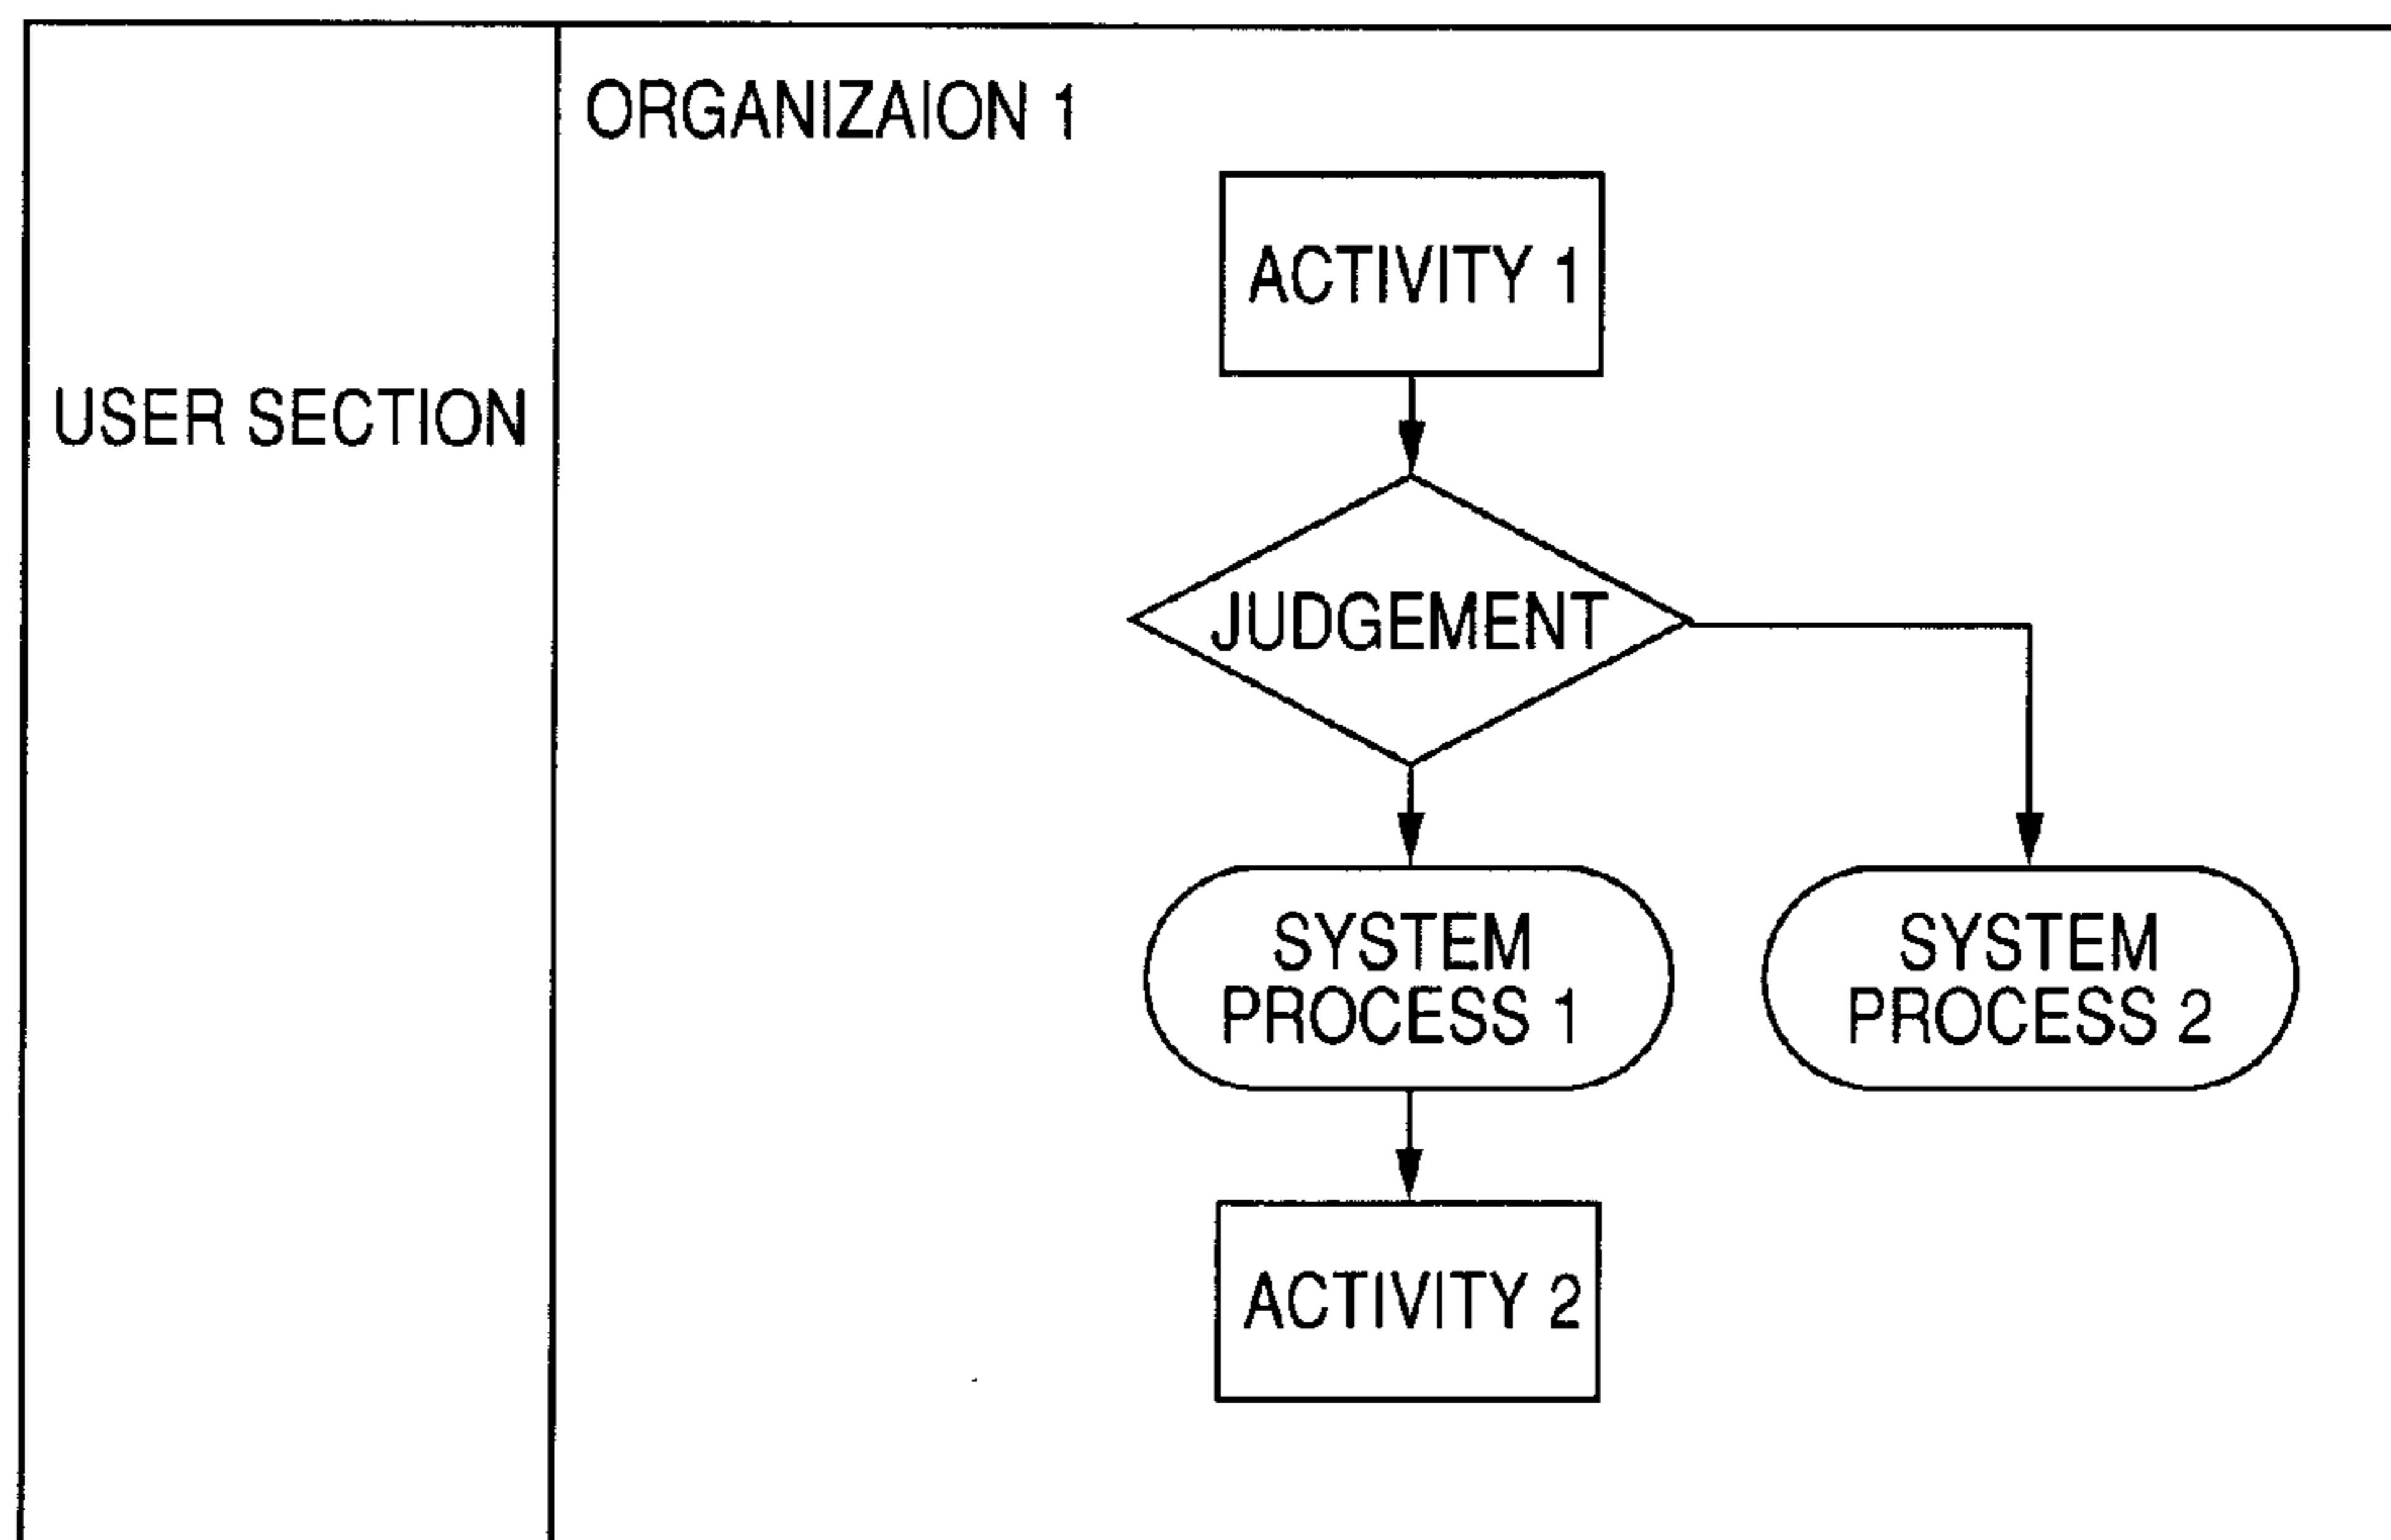 ORGANIZAION 1
ACTIVITY 1
USER SECTION
JUDGEMENT
SYSTEM
PROCESS 1
SYSTEM
PROCESS 2
ACTIVITY 2